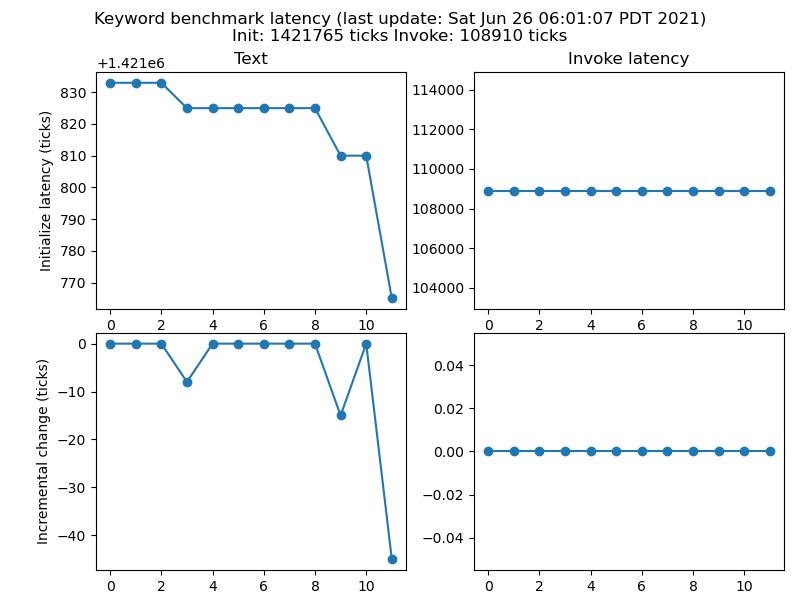 Keyword benchmark latency (last update: Sat Jun 26 06:01:07 PDT 2021)
Init: 1421765 ticks Invoke: 108910 ticks
Text
Invoke latency
+1.421e6
830
820
810
800
790
780
770
Initialize latency (ticks)
0 2 4 6 8 10
114000
112000
110000
108000
106000
104000
0 2 4 6 8 10
0
−10
−20
−30
−40
Incremental change (ticks)
0 2 4 6 8 10
0.04
0.02
0.00
−0.02
−0.04
0 2 4 6 8 10